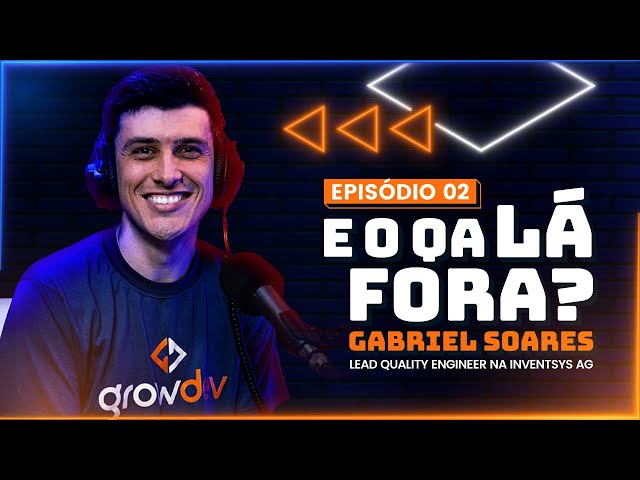 EPISÓDIO 02
E O QA LÁ
FORA?
GABRIEL SOARES
LEAD QUALITY ENGINEER NA INVENTSYS AG
growdev